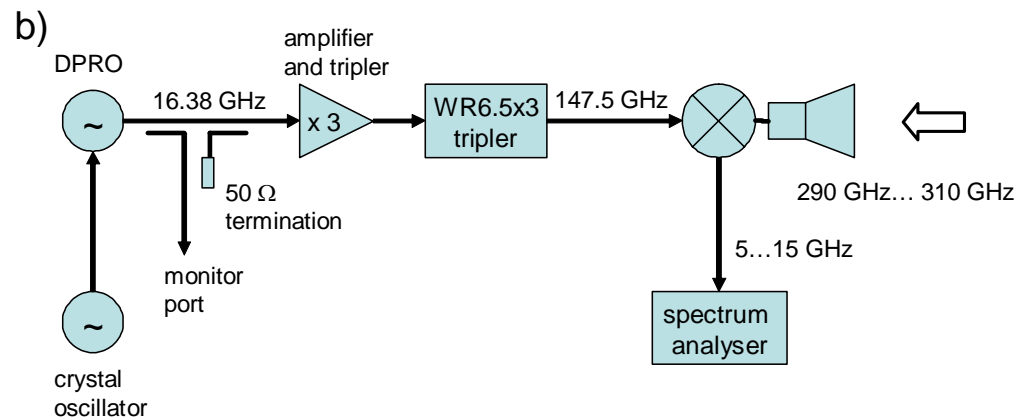 b)
DPRO
16.38 GHz
amplifier
and tripler
~
x 3
WR6.5x3
tripler
147.5 GHz
50 Ω
termination
290 GHz... 310 GHz
monitor
port
5...15 GHz
~
spectrum
analyser
crystal
oscillator